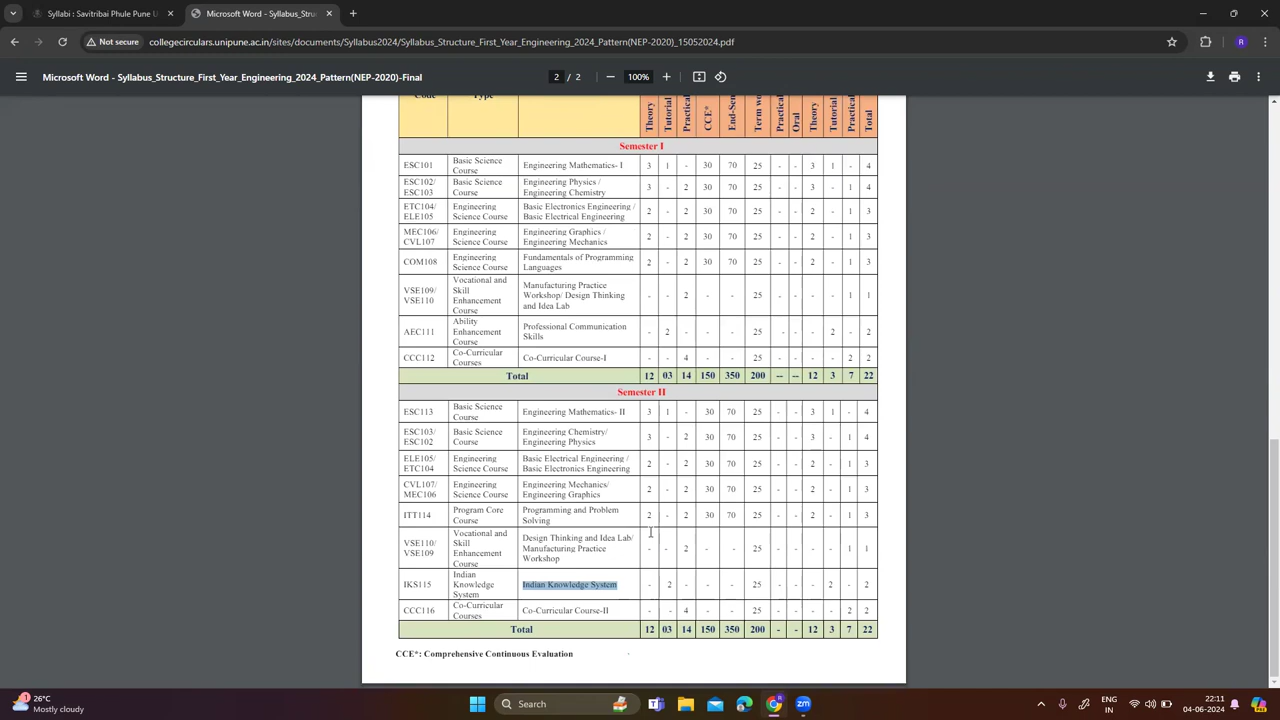 Syllabi : Savitribai Phule Pune U
Microsoft Word - Syllabus_Struct
Not secure
collegecirculars.unipune.ac.in/sites/documents/Syllabus2024/Syllabus_Structure_First_Year_Engineering_2024_Pattern(NEP-2020)_15052024.pdf
R
Microsoft Word - Syllabus_Structure_First_Year_Engineering_2024_Pattern(NEP-2020)-Final
2 / 2
100%
Code Type Theory Tutorial Practical CCE* End-Sem Term wo Practical Oral Theory Tutorial Practical Total
Semester I
ESC101 Basic Science Course Engineering Mathematics- I 3 1 - 30 70 25 - - 3 1 - 4
ESC102/ ESC103 Basic Science Course Engineering Physics / Engineering Chemistry 3 - 2 30 70 25 - - 3 - 1 4
ETC104/ ELE105 Engineering Science Course Basic Electronics Engineering / Basic Electrical Engineering 2 - 2 30 70 25 - - 2 - 1 3
MEC106/ CVL107 Engineering Science Course Engineering Graphics / Engineering Mechanics 2 - 2 30 70 25 - - 2 - 1 3
COM108 Engineering Science Course Fundamentals of Programming Languages 2 - 2 30 70 25 - - 2 - 1 3
VSE109/ VSE110 Vocational and Skill Enhancement Course Manufacturing Practice Workshop/ Design Thinking and Idea Lab - - 2 - - 25 - - - - 1 1
AEC111 Ability Enhancement Course Professional Communication Skills - 2 - - - 25 - - - 2 - 2
CCC112 Co-Curricular Courses Co-Curricular Course-I - - 4 - - 25 - - - - 2 2
Total 12 03 14 150 350 200 -- -- 12 3 7 22
Semester II
ESC113 Basic Science Course Engineering Mathematics- II 3 1 - 30 70 25 - - 3 1 - 4
ESC103/ ESC102 Basic Science Course Engineering Chemistry/ Engineering Physics 3 - 2 30 70 25 - - 3 - 1 4
ELE105/ ETC104 Engineering Science Course Basic Electrical Engineering / Basic Electronics Engineering 2 - 2 30 70 25 - - 2 - 1 3
CVL107/ MEC106 Engineering Science Course Engineering Mechanics/ Engineering Graphics 2 - 2 30 70 25 - - 2 - 1 3
ITT114 Program Core Course Programming and Problem Solving 2 - 2 30 70 25 - - 2 - 1 3
VSE110/ VSE109 Vocational and Skill Enhancement Course Design Thinking and Idea Lab/ Manufacturing Practice Workshop - - 2 - - 25 - - - - 1 1
IKS115 Indian Knowledge System Indian Knowledge System - 2 - - - 25 - - - 2 - 2
CCC116 Co-Curricular Courses Co-Curricular Course-II - - 4 - - 25 - - - - 2 2
Total 12 03 14 150 350 200 - - 12 3 7 22
CCE*: Comprehensive Continuous Evaluation
1
26°C
Mostly cloudy
Search
zm
ENG
IN
22:11
04-06-2024